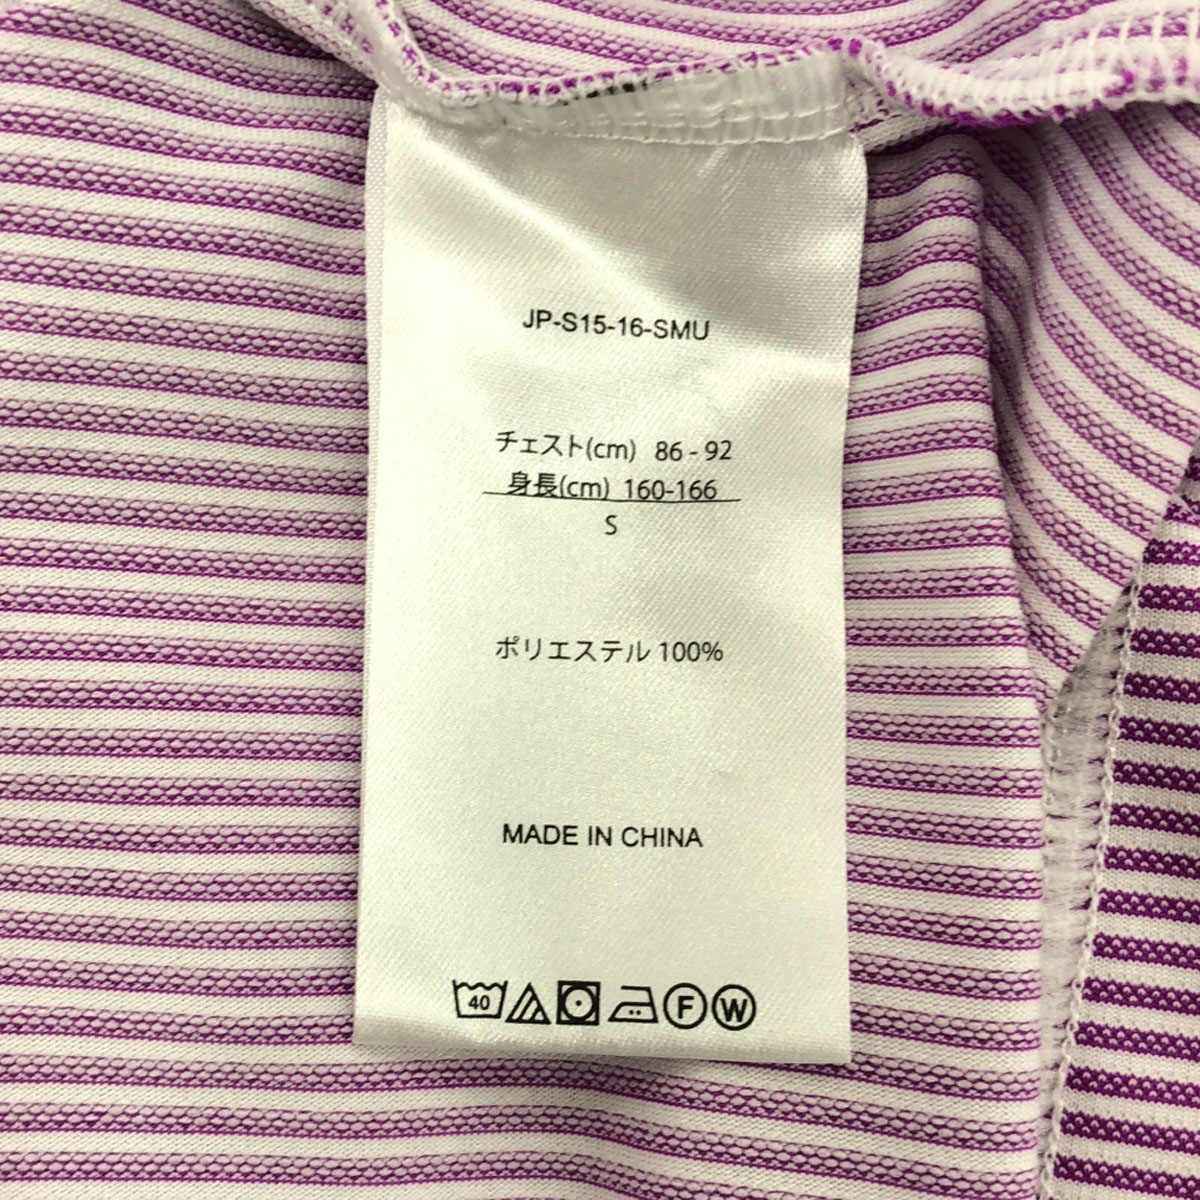 JP-S15-16-SMU
チェスト(cm) 86 - 92
身長(cm) 160-166
S
ポリエステル 100%
MADE IN CHINA
40 F W